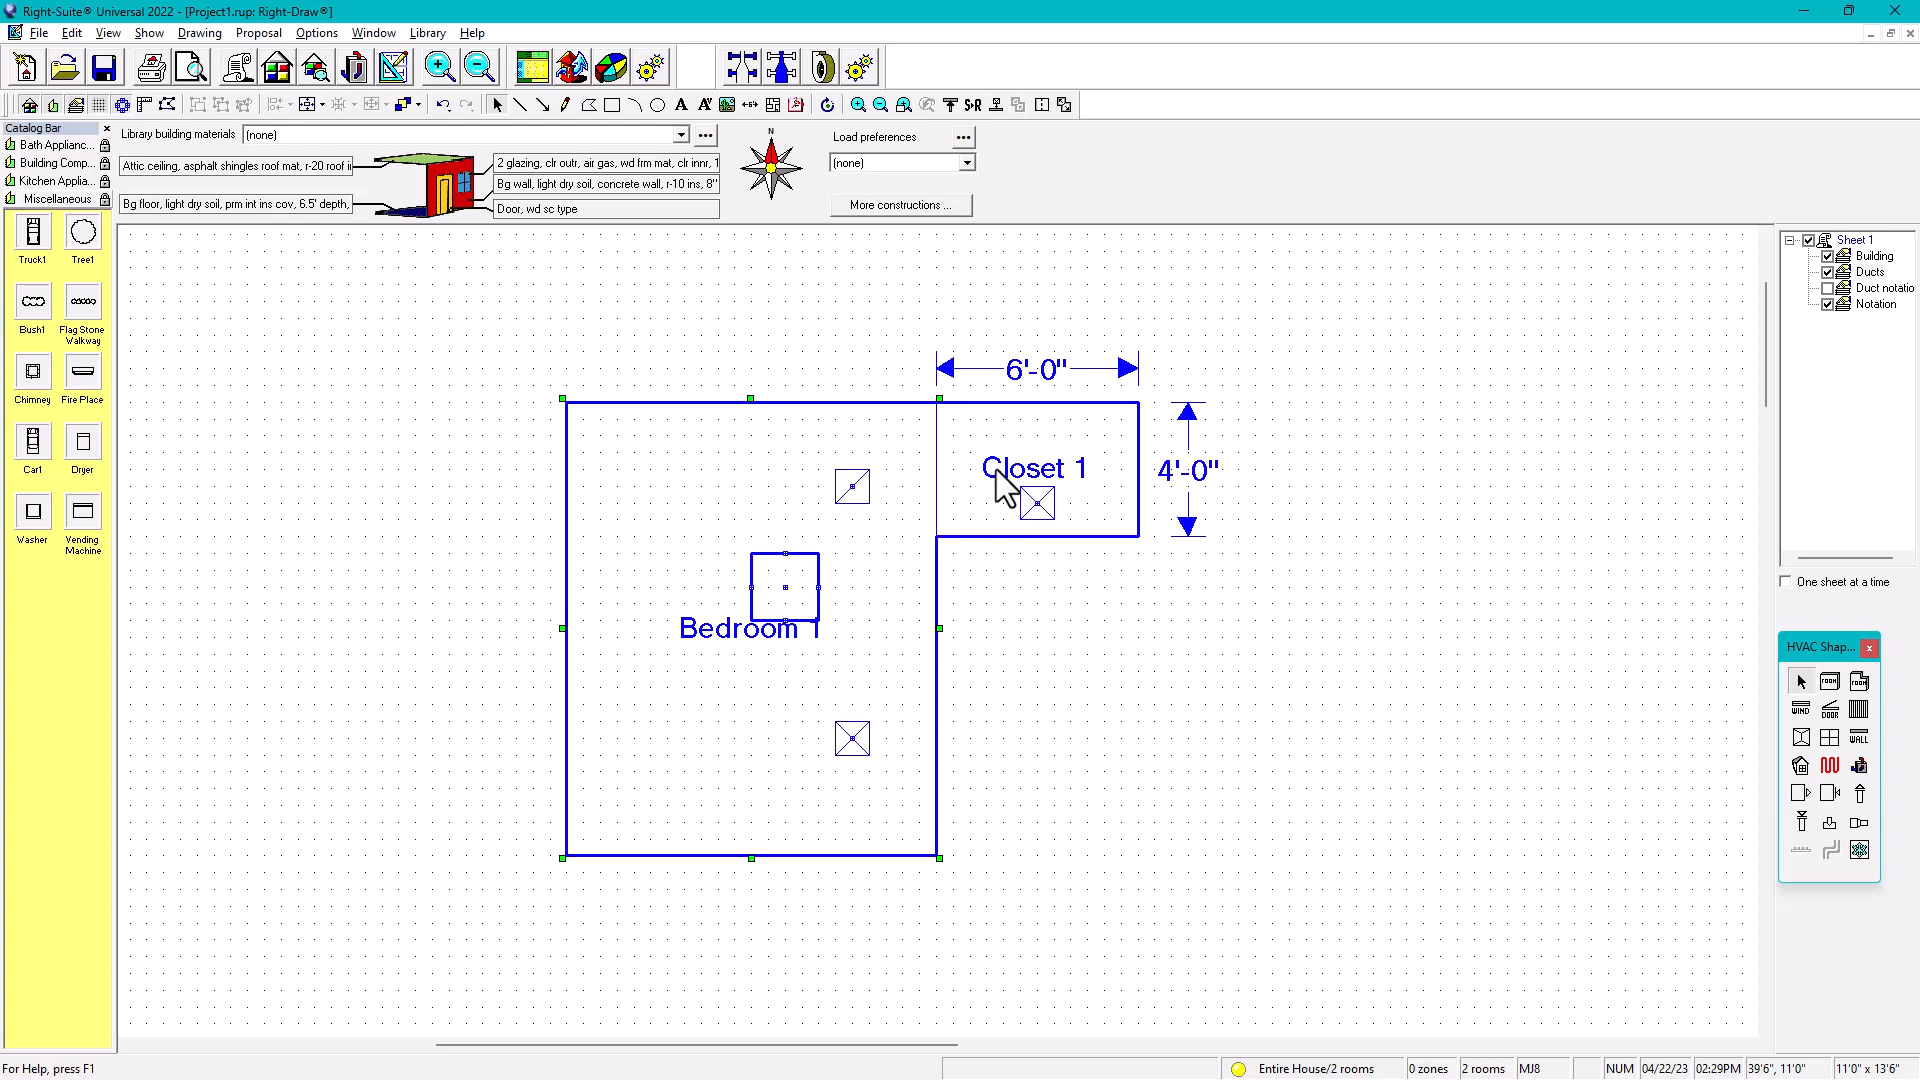 Right-Suite® Universal 2022 - [Project1.rup: Right-Draw®]
File Edit View Show Drawing Proposal Options Window Library Help
S•R
Catalog Bar
Bath Applianc...
Building Comp...
Kitchen Applia...
Miscellaneous
Library building materials (none)
Attic ceiling, asphalt shingles roof mat, r-20 roof i
Bg floor, light dry soil, prm int ins cov, 6.5' depth,
2 glazing, clr outr, air gas, wd frm mat, clr innr, 1
Bg wall, light dry soil, concrete wall, r-10 ins, 8"
Door, wd sc type
N
Load preferences
(none)
More constructions ...
Truck1 Tree1
Bush1 Flag Stone Walkway
Chimney Fire Place
Car1 Dryer
Washer Vending Machine
6'-0"
Closet 1
4'-0"
Bedroom 1
Sheet 1
Building
Ducts
Duct notatio
Notation
One sheet at a time
HVAC Shap...
ROOM ROOM
WIND DOOR
WALL
For Help, press F1
Entire House/2 rooms 0 zones 2 rooms MJ8 NUM 04/22/23 02:29PM 39'6", 11'0" 11'0" x 13'6"